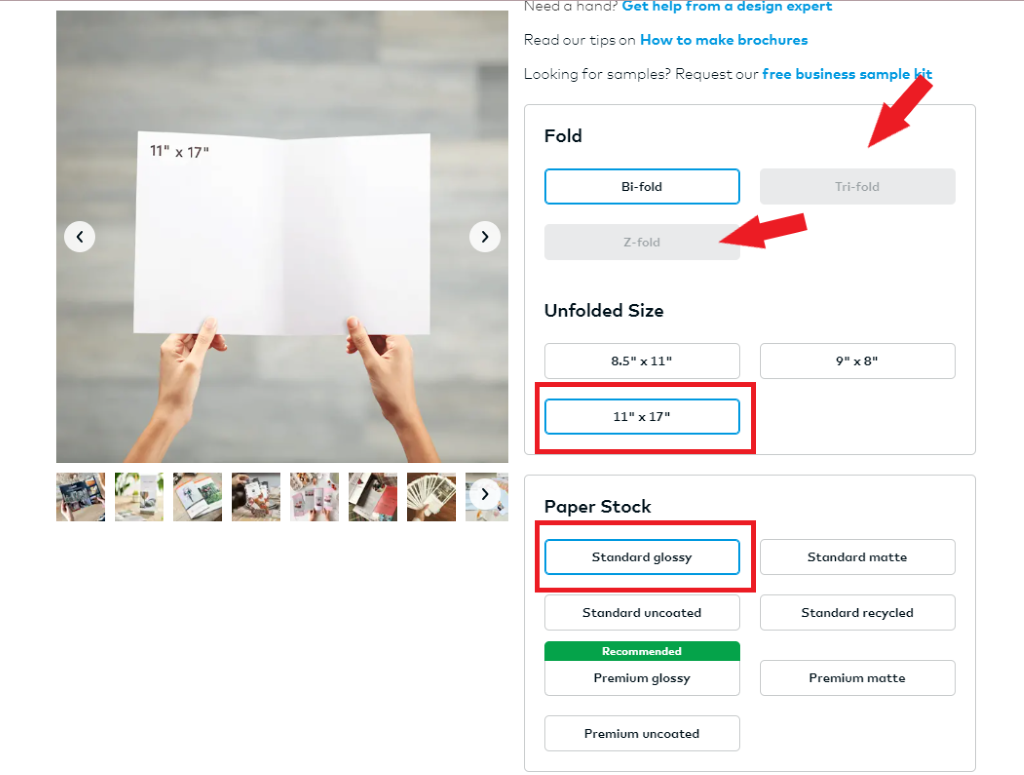 Need a hand? Get help from a design expert
Read our tips on How to make brochures
Looking for samples? Request our free business sample kit
11" x 17"
Fold
Bi-fold
Tri-fold
Z-fold
Unfolded Size
8.5" x 11"
9" x 8"
11" x 17"
Paper Stock
Standard glossy
Standard matte
Standard uncoated
Standard recycled
Recommended
Premium glossy
Premium matte
Premium uncoated